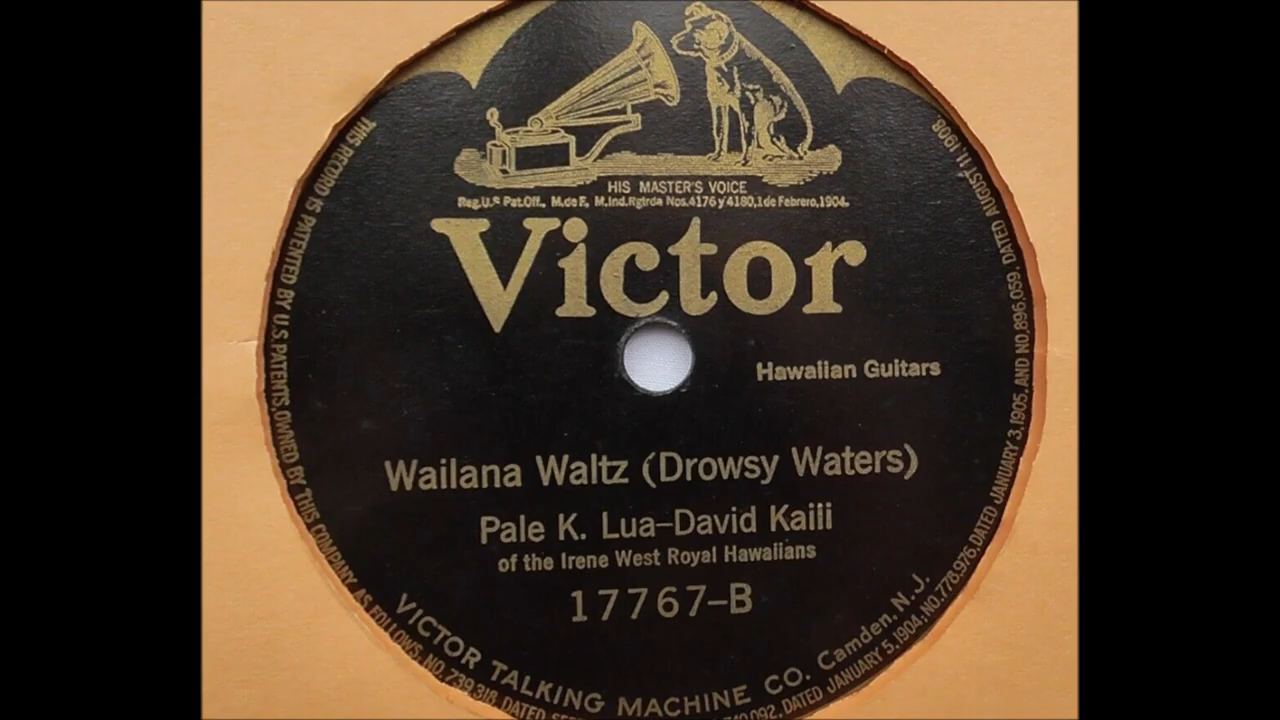 HIS MASTER'S VOICE
Reg.U.S Pat.Off., M.de F., M.Ind.Rgtrda Nos.4176 y 4180,1 de Febrero,1904.
Victor
Hawaiian Guitars
Wailana Waltz (Drowsy Waters)
Pale K. Lua–David Kaili
of the Irene West Royal Hawaiians
17767–B
VICTOR TALKING MACHINE CO. Camden. N.J.
THIS RECORD IS PATENTED BY U.S. PATENTS, OWNED BY THIS COMPANY, AS FOLLOWS, NO. 739,318, DATED
DATED JANUARY 5,1904; NO.778,976, DATED JANUARY 3,1905, AND NO.896,059, DATED AUGUST 11,1908